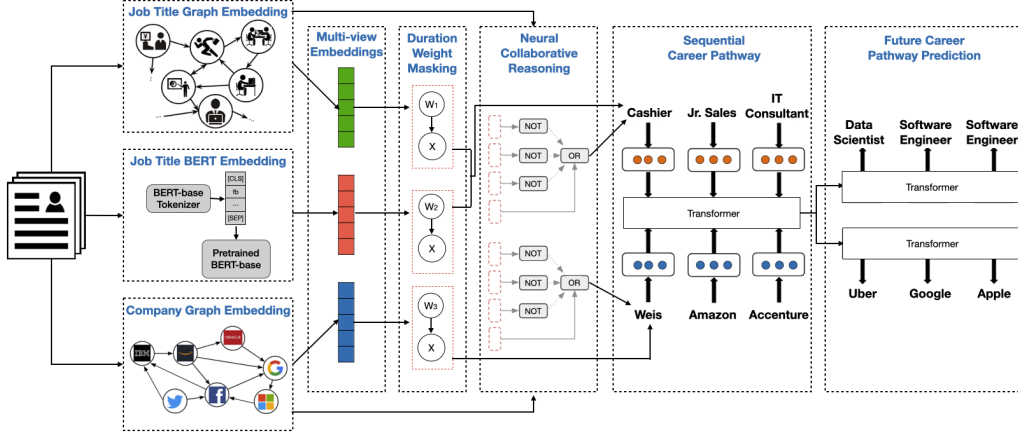 Job Title Graph Embedding
...
...
Job Title BERT Embedding
BERT-base
Tokenizer
[CLS]
fb
...
[SEP]
Pretrained
BERT-base
Company Graph Embedding
IBM
ORACLE
Multi-view
Embeddings
Duration
Weight
Masking
W1
X
W2
X
W3
X
Neural
Collaborative
Reasoning
NOT
NOT
NOT
OR
NOT
NOT
NOT
OR
Sequential
Career Pathway
Cashier
Jr. Sales
IT
Consultant
Transformer
Weis
Amazon
Accenture
Future Career
Pathway Prediction
Data
Scientist
Software
Engineer
Software
Engineer
Transformer
Transformer
Uber
Google
Apple